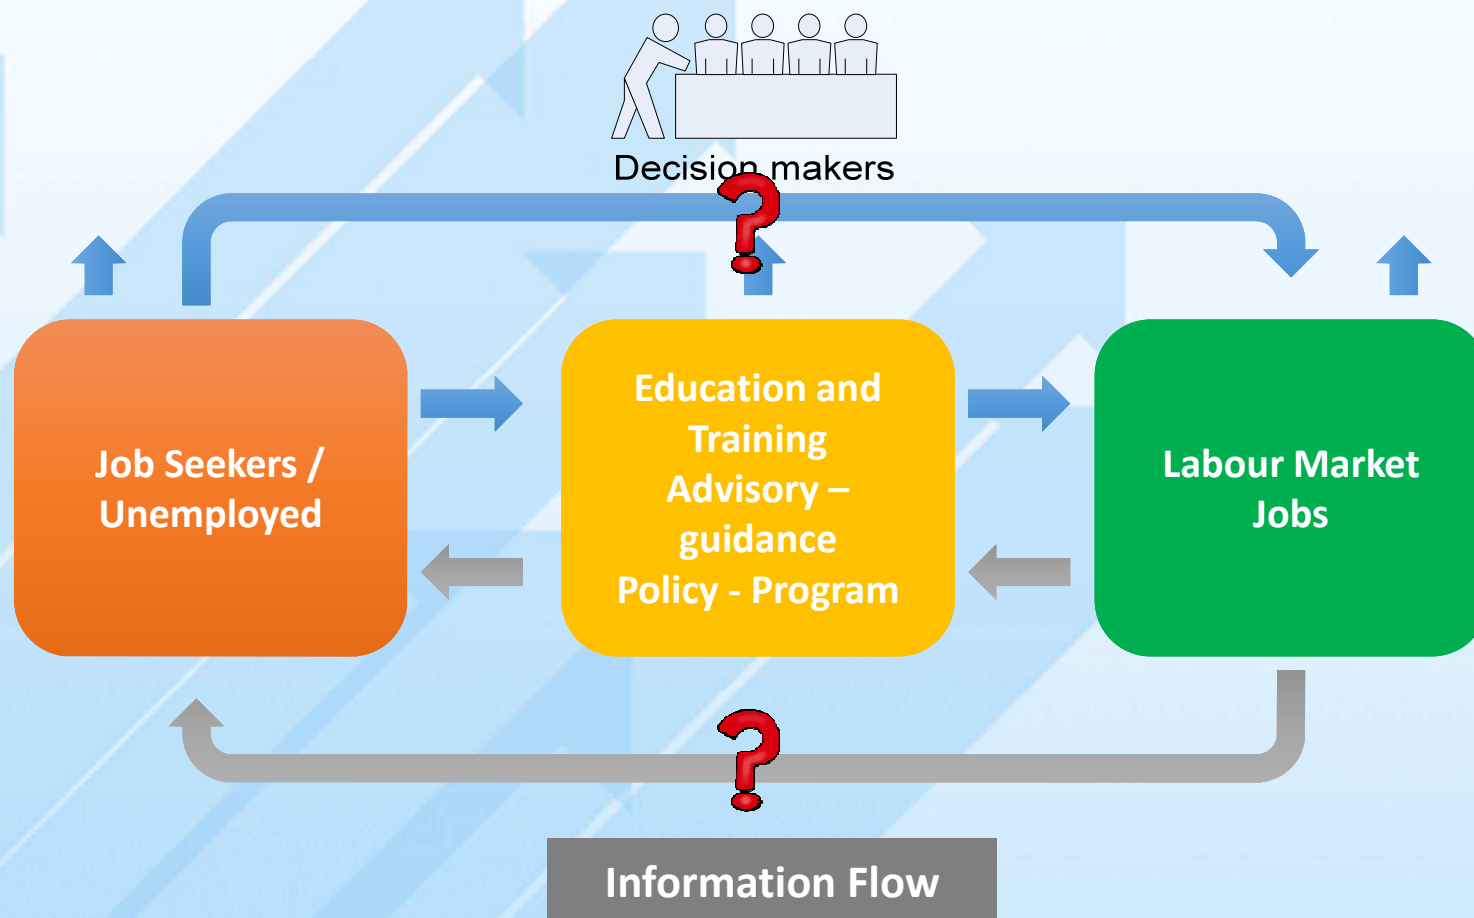 Decision makers
Job Seekers /
Unemployed
Education and
Training
Advisory –
guidance
Policy - Program
Labour Market
Jobs
?
?
Information Flow